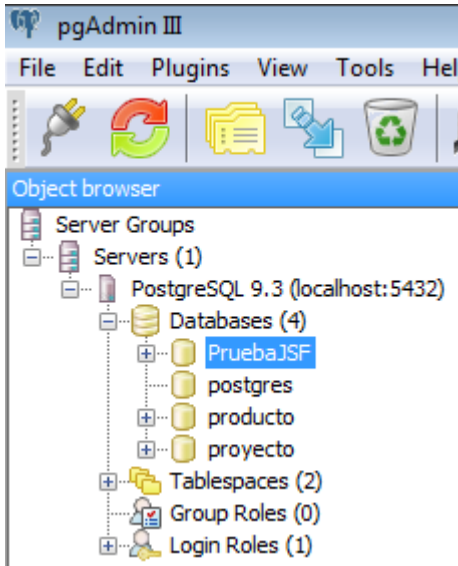 pgAdmin III
File Edit Plugins View Tools Hel
Object browser
Server Groups
Servers (1)
PostgreSQL 9.3 (localhost:5432)
Databases (4)
PruebaJSF
postgres
producto
proyecto
Tablespaces (2)
Group Roles (0)
Login Roles (1)